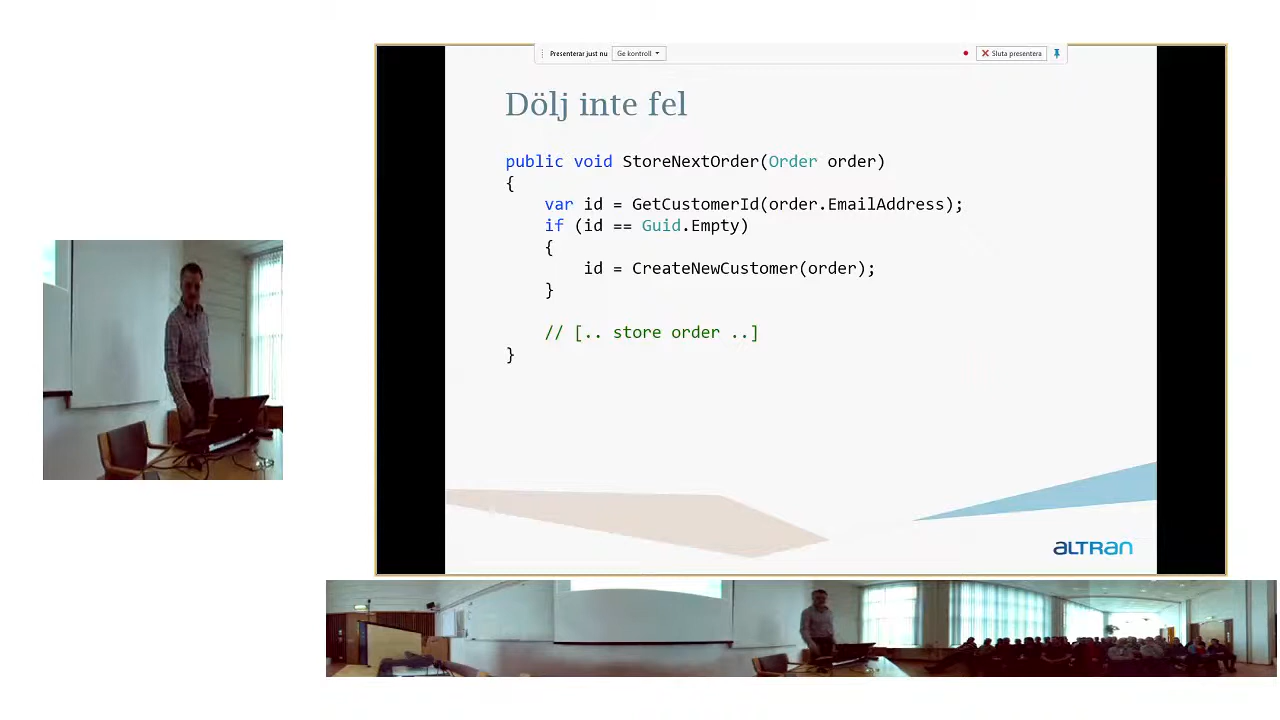 Presenterar just nu Ge kontroll Sluta presentera
Dölj inte fel
public void StoreNextOrder(Order order)
{
var id = GetCustomerId(order.EmailAddress);
if (id == Guid.Empty)
{
id = CreateNewCustomer(order);
}
// [.. store order ..]
}
ALTRAN